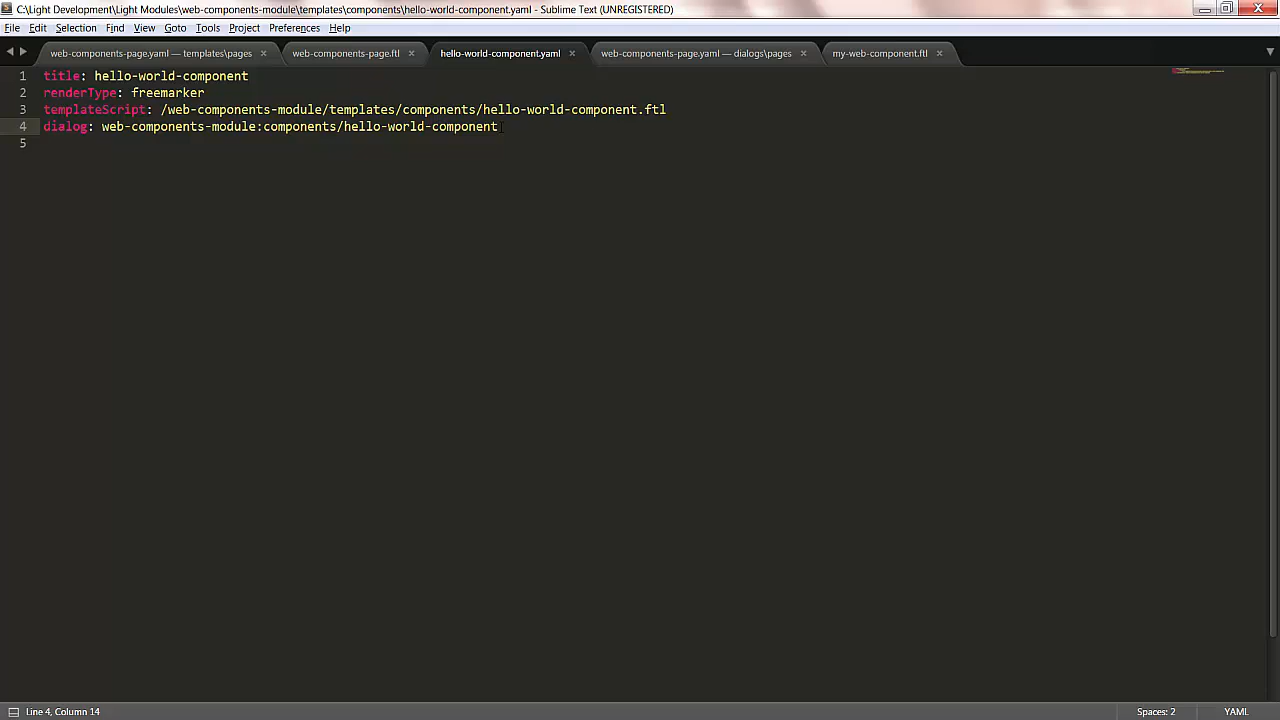 C:\Light Development\Light Modules\web-components-module\templates\components\hello-world-component.yaml - Sublime Text (UNREGISTERED)
File Edit Selection Find View Goto Tools Project Preferences Help
web-components-page.yaml — templates\pages × web-components-page.ftl × hello-world-component.yaml × web-components-page.yaml — dialogs\pages × my-web-component.ftl ×
1 title: hello-world-component
2 renderType: freemarker
3 templateScript: /web-components-module/templates/components/hello-world-component.ftl
4 dialog: web-components-module:components/hello-world-component
5
Line 4, Column 14 Spaces: 2 YAML